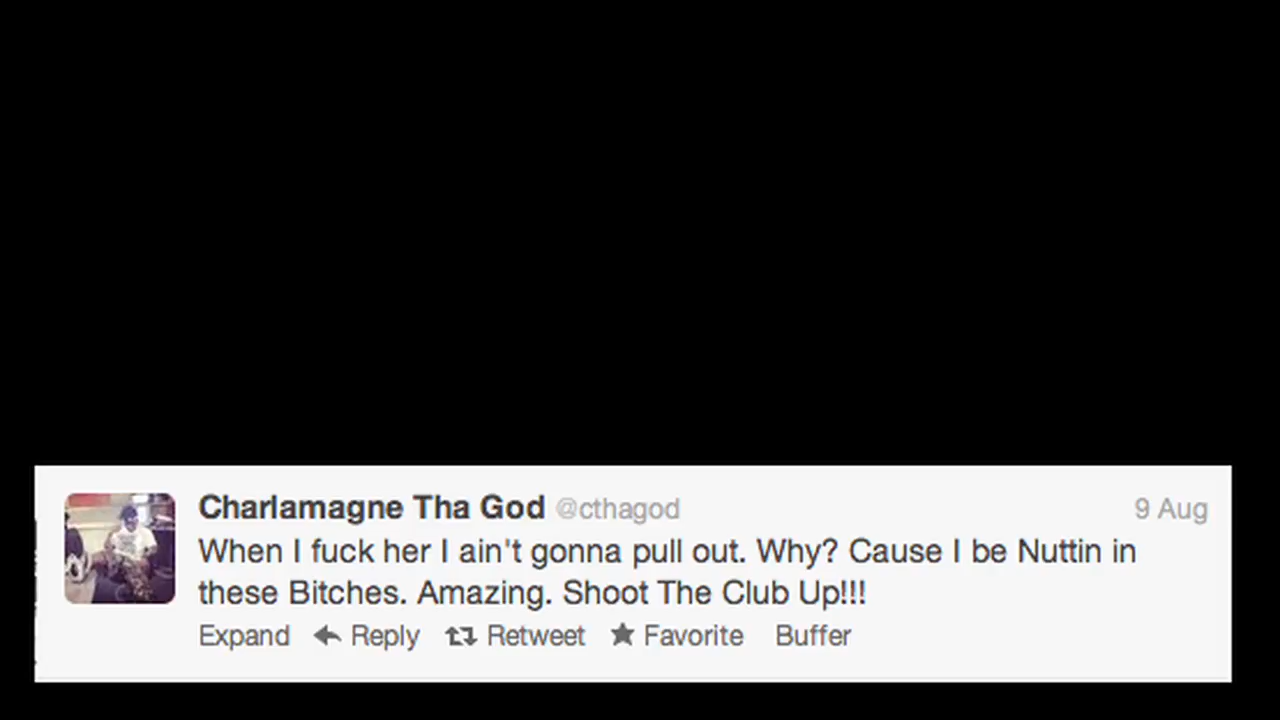 Charlamagne Tha God @cthagod 9 Aug
When I fuck her I ain't gonna pull out. Why? Cause I be Nuttin in
these Bitches. Amazing. Shoot The Club Up!!!
Expand Reply Retweet Favorite Buffer